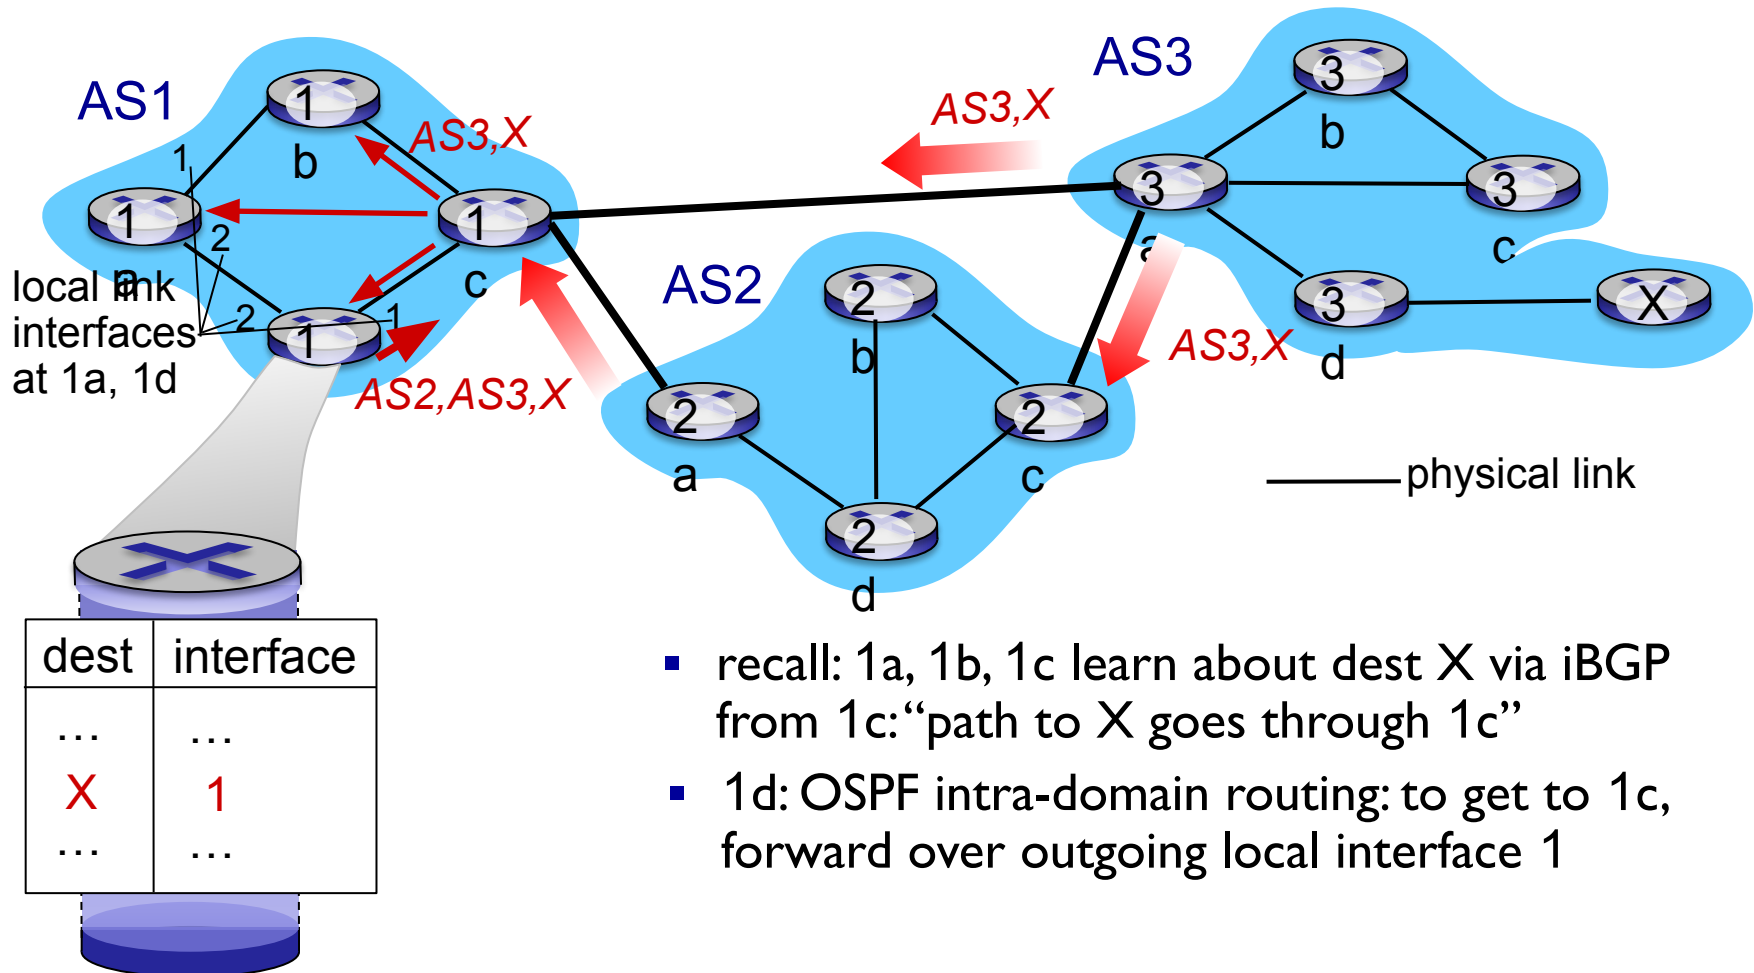 AS1
AS3
AS2
AS3,X
AS3,X
AS3,X
AS2,AS3,X
1
b
1
a
1
c
1
1
2
2
1
local link
interfaces
at 1a, 1d
2
b
2
a
2
c
2
d
3
b
3
a
3
c
3
d
X
physical link
dest interface
… …
X 1
… …
▪ recall: 1a, 1b, 1c learn about dest X via iBGP
from 1c: “path to X goes through 1c”
▪ 1d: OSPF intra-domain routing: to get to 1c,
forward over outgoing local interface 1